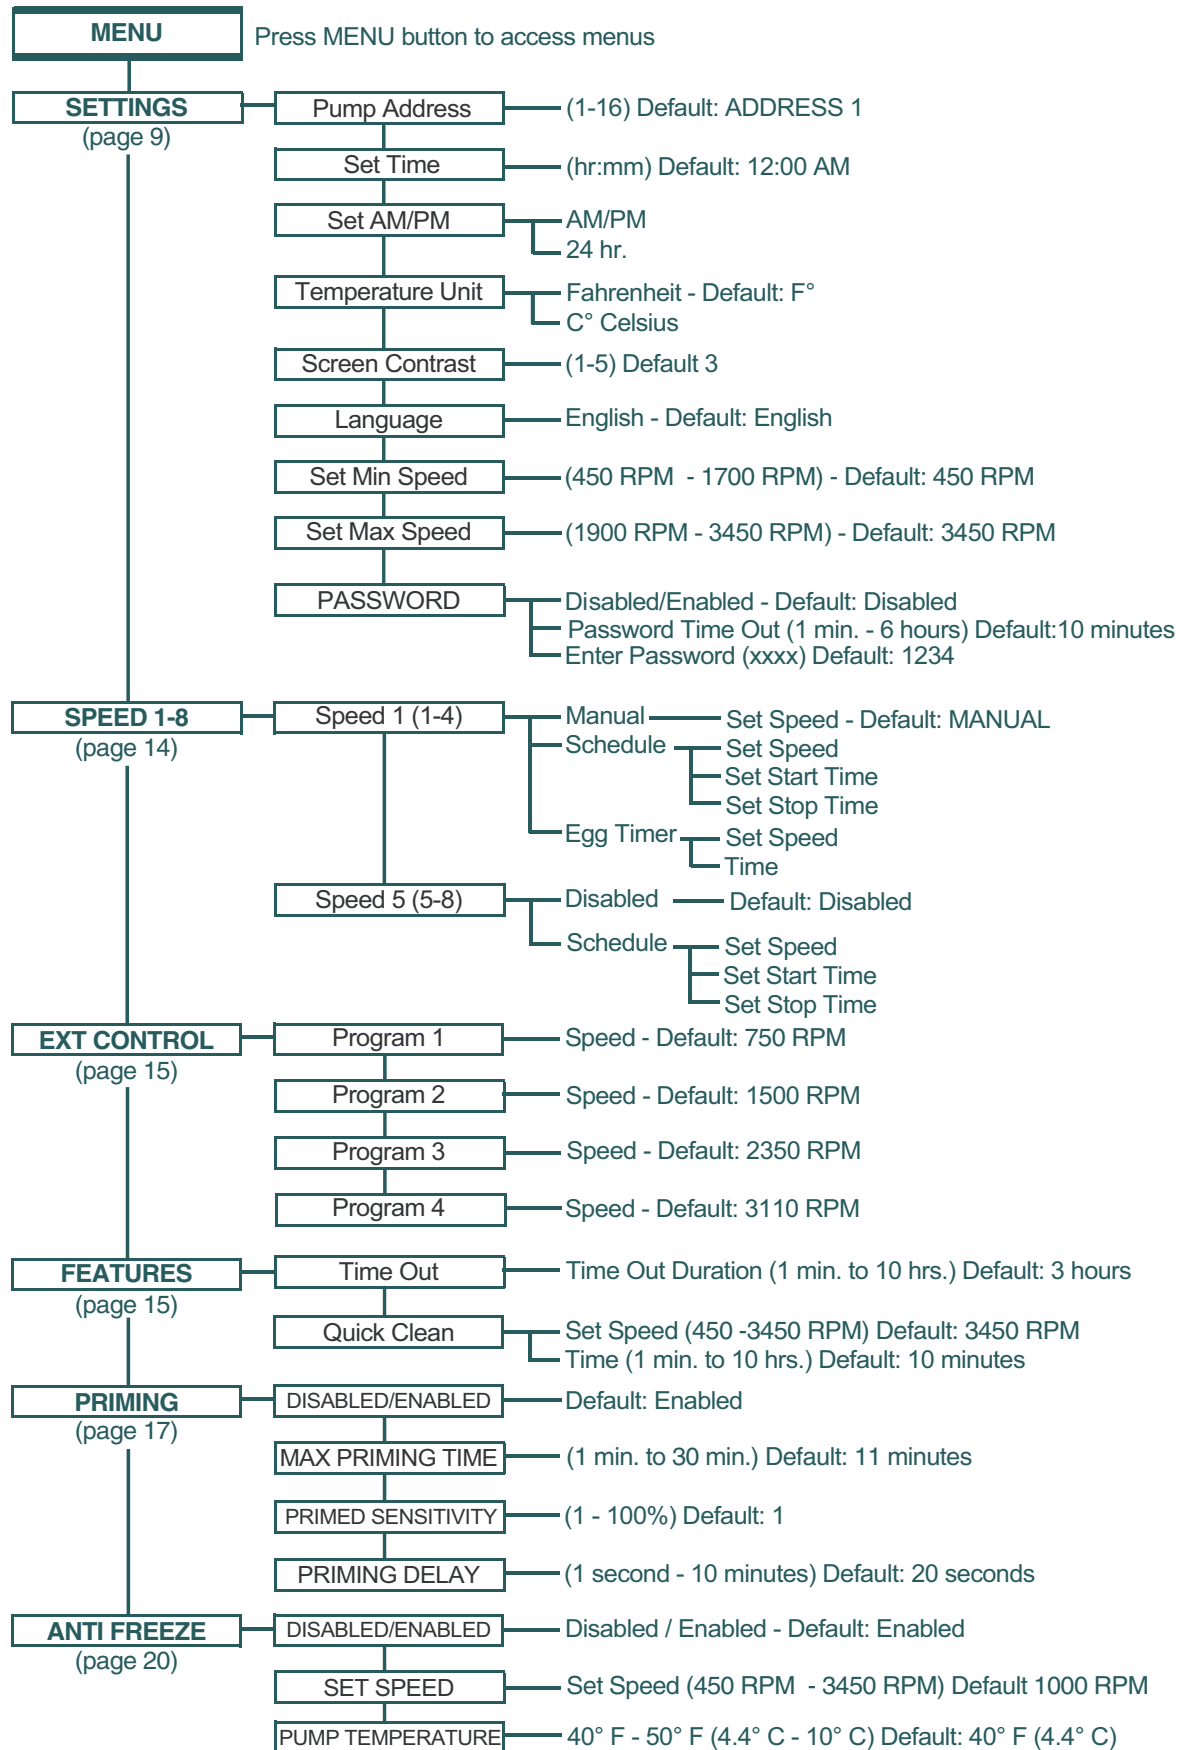 MENU
Press MENU button to access menus
SETTINGS
(page 9)
Pump Address
(1-16) Default: ADDRESS 1
Set Time
(hr:mm) Default: 12:00 AM
Set AM/PM
AM/PM
24 hr.
Temperature Unit
Fahrenheit - Default: F°
C° Celsius
Screen Contrast
(1-5) Default 3
Language
English - Default: English
Set Min Speed
(450 RPM - 1700 RPM) - Default: 450 RPM
Set Max Speed
(1900 RPM - 3450 RPM) - Default: 3450 RPM
PASSWORD
Disabled/Enabled - Default: Disabled
Password Time Out (1 min. - 6 hours) Default:10 minutes
Enter Password (xxxx) Default: 1234
SPEED 1-8
(page 14)
Speed 1 (1-4)
Manual
Set Speed - Default: MANUAL
Schedule
Set Speed
Set Start Time
Set Stop Time
Egg Timer
Set Speed
Time
Speed 5 (5-8)
Disabled
Default: Disabled
Schedule
Set Speed
Set Start Time
Set Stop Time
EXT CONTROL
(page 15)
Program 1
Speed - Default: 750 RPM
Program 2
Speed - Default: 1500 RPM
Program 3
Speed - Default: 2350 RPM
Program 4
Speed - Default: 3110 RPM
FEATURES
(page 15)
Time Out
Time Out Duration (1 min. to 10 hrs.) Default: 3 hours
Quick Clean
Set Speed (450 -3450 RPM) Default: 3450 RPM
Time (1 min. to 10 hrs.) Default: 10 minutes
PRIMING
(page 17)
DISABLED/ENABLED
Default: Enabled
MAX PRIMING TIME
(1 min. to 30 min.) Default: 11 minutes
PRIMED SENSITIVITY
(1 - 100%) Default: 1
PRIMING DELAY
(1 second - 10 minutes) Default: 20 seconds
ANTI FREEZE
(page 20)
DISABLED/ENABLED
Disabled / Enabled - Default: Enabled
SET SPEED
Set Speed (450 RPM - 3450 RPM) Default 1000 RPM
PUMP TEMPERATURE
40° F - 50° F (4.4° C - 10° C) Default: 40° F (4.4° C)